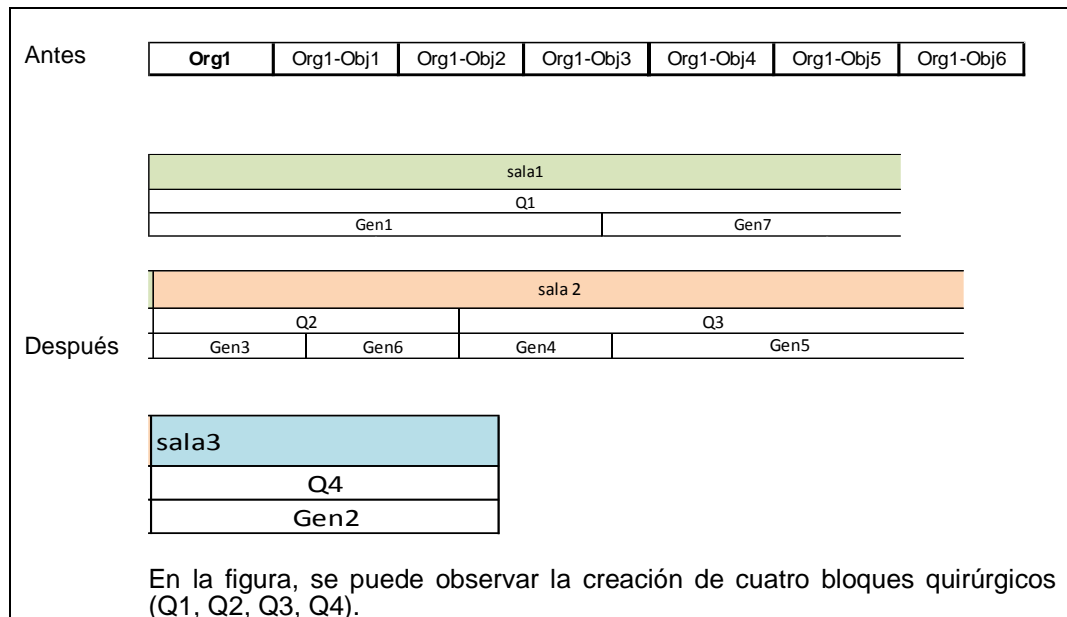 Antes
Org1 Org1-Obj1 Org1-Obj2 Org1-Obj3 Org1-Obj4 Org1-Obj5 Org1-Obj6
sala1
Q1
Gen1 Gen7
sala 2
Q2 Q3
Después
Gen3 Gen6 Gen4 Gen5
sala3
Q4
Gen2
En la figura, se puede observar la creación de cuatro bloques quirúrgicos
(Q1, Q2, Q3, Q4).